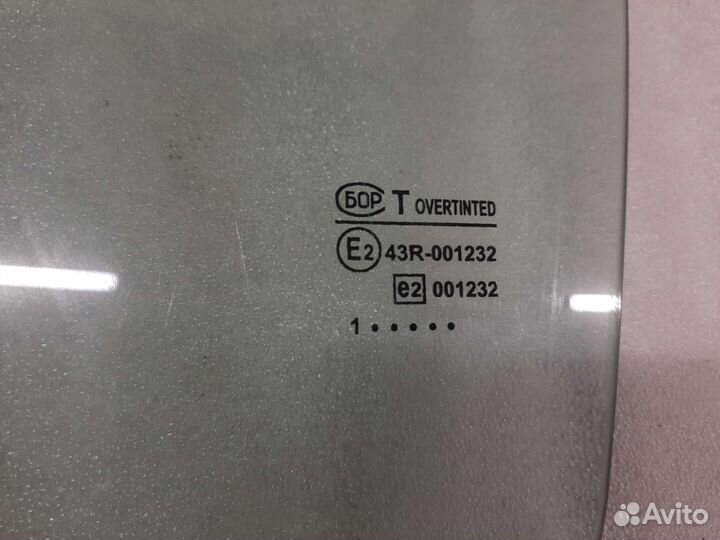 БОР T OVERTINTED
E2 43R-001232
e2 001232
1 • • • • •
Avito